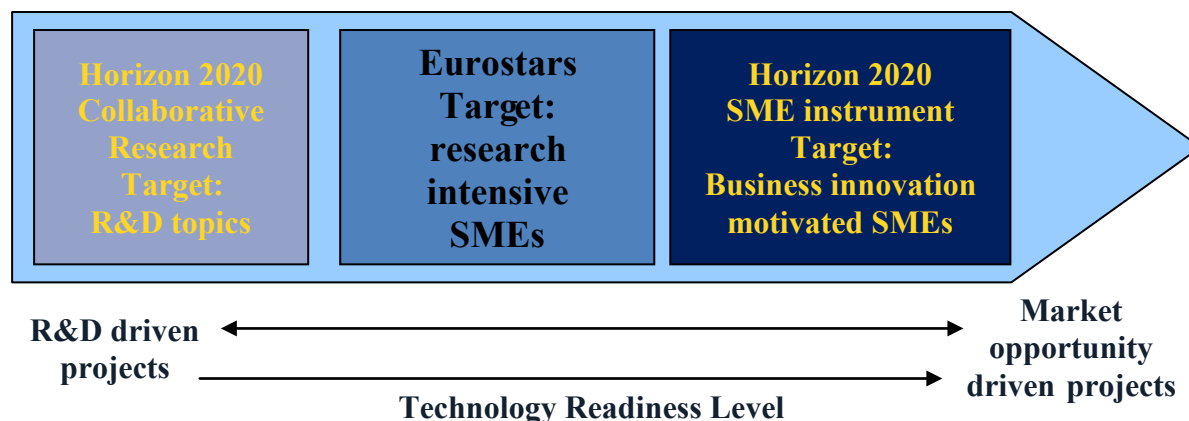 Horizon 2020
Collaborative
Research
Target:
R&D topics
Eurostars
Target:
research
intensive
SMEs
Horizon 2020
SME instrument
Target:
Business innovation
motivated SMEs
R&D driven
projects
Market
opportunity
driven projects
Technology Readiness Level